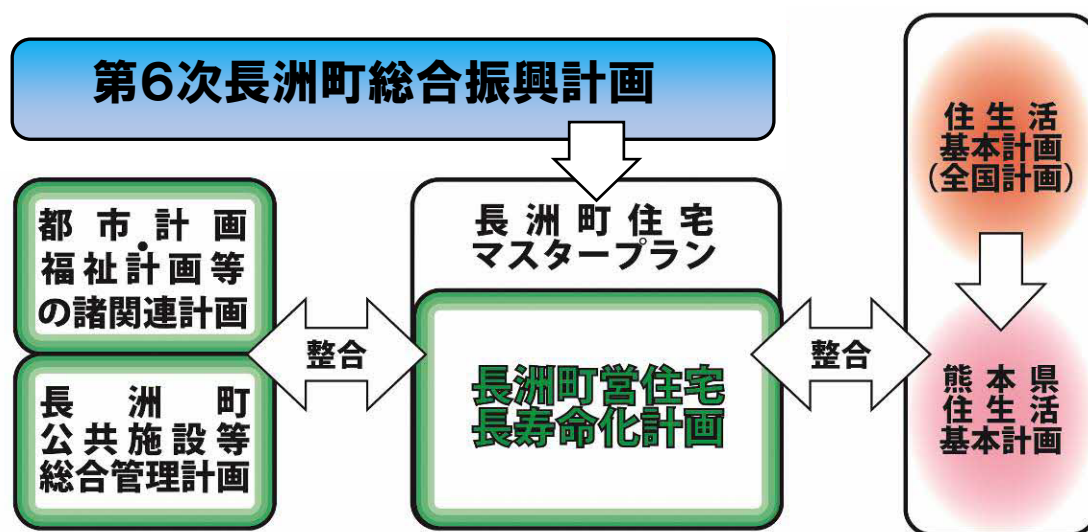 第6次長洲町総合振興計画
都市計画・
福祉計画等
の諸関連計画
長洲町
公共施設等
総合管理計画
整合
長洲町住宅
マスタープラン
長洲町営住宅
長寿命化計画
整合
住生活
基本計画
(全国計画)
熊本県
住生活
基本計画